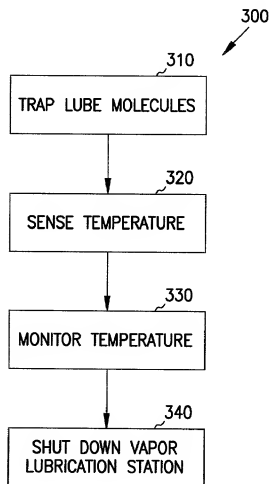 300
310
TRAP LUBE MOLECULES
320
SENSE TEMPERATURE
330
MONITOR TEMPERATURE
340
SHUT DOWN VAPOR
LUBRICATION STATION